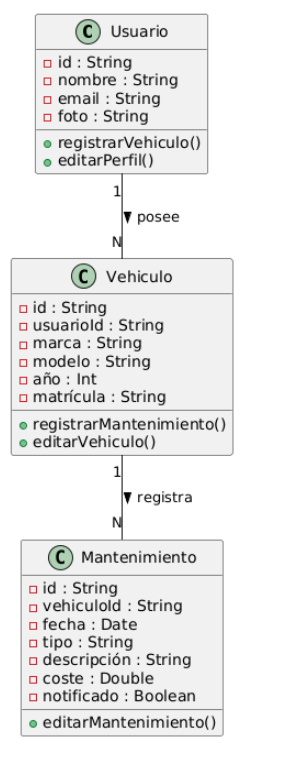 C Usuario
id : String
nombre : String
email : String
foto : String
registrarVehiculo()
editarPerfil()
1
posee
N
C Vehiculo
id : String
usuarioId : String
marca : String
modelo : String
año : Int
matrícula : String
registrarMantenimiento()
editarVehiculo()
1
registra
N
C Mantenimiento
id : String
vehiculoId : String
fecha : Date
tipo : String
descripción : String
coste : Double
notificado : Boolean
editarMantenimiento()